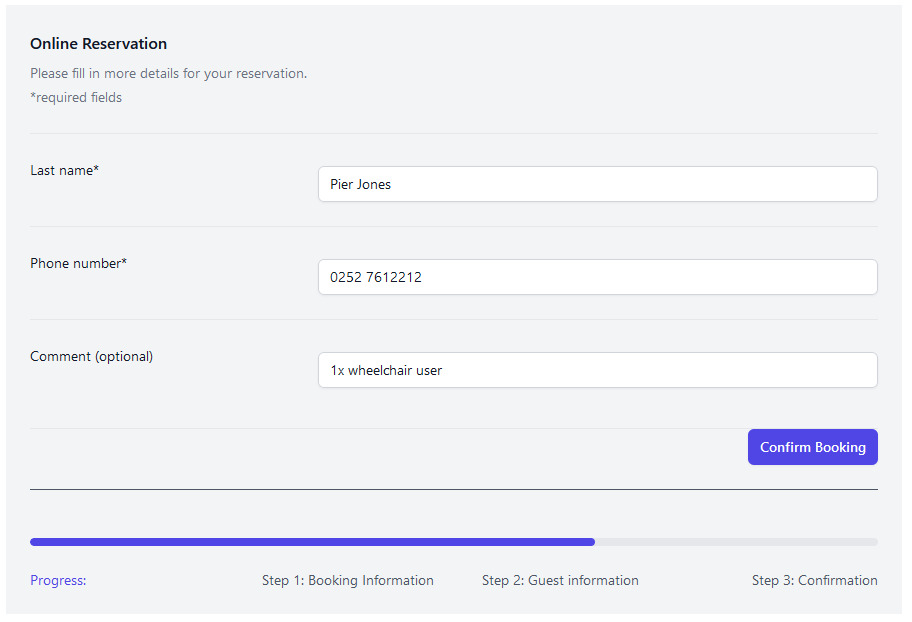 Online Reservation
Please fill in more details for your reservation.
*required fields
Last name*
Pier Jones
Phone number*
0252 7612212
Comment (optional)
1x wheelchair user
Confirm Booking
Progress: Step 1: Booking Information Step 2: Guest information Step 3: Confirmation